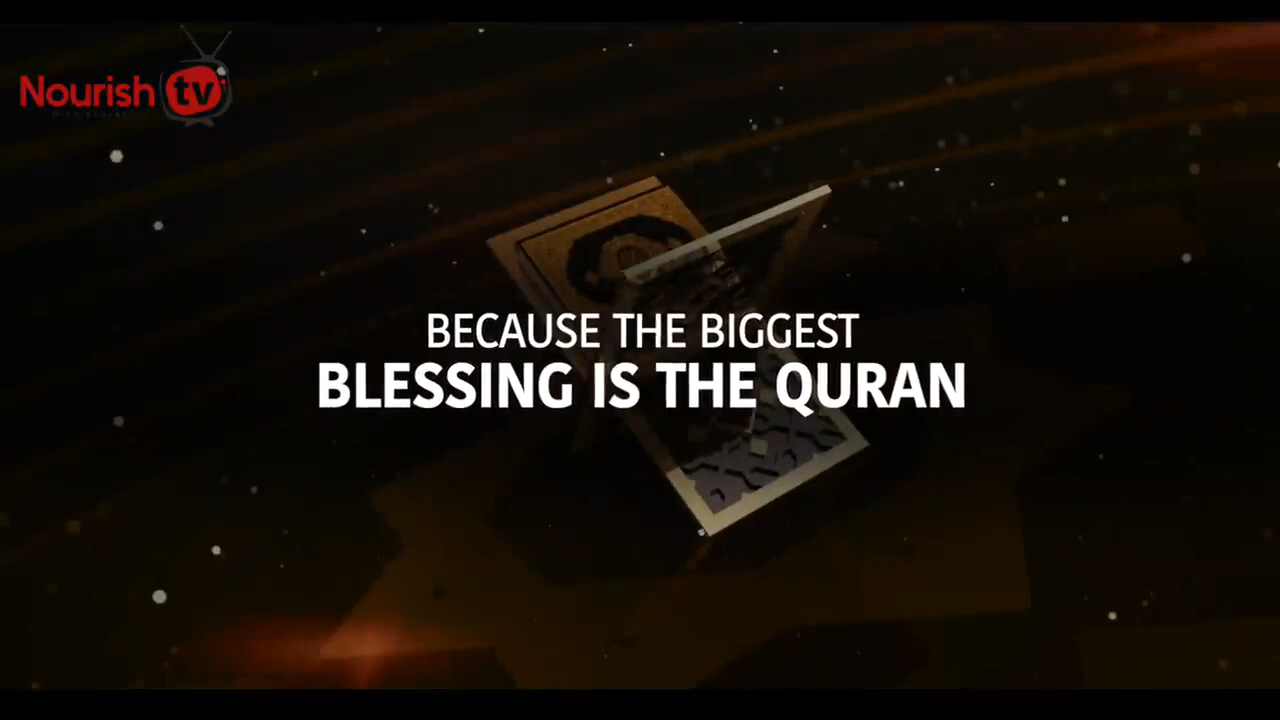 Nourish tv
BECAUSE THE BIGGEST
BLESSING IS THE QURAN